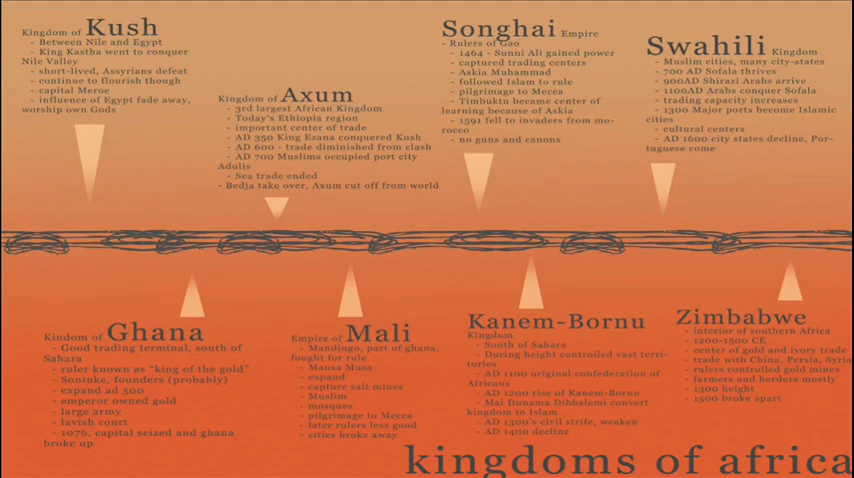 Kingdom of Kush
- Between Nile and Egypt
- King Kastha went to conquer
Nile Valley
- short-lived, Assyrians defeat
- continue to flourish though
- capital Meroe
- influence of Egypt fade away,
worship own Gods
Kingdom of Axum
- 3rd largest African Kingdom
- Today's Ethiopia region
- important center of trade
- AD 350 King Ezana conquered Kush
- AD 600 - trade diminished from clash
- AD 700 Muslims occupied port city
Adulis
- Sea trade ended
- Bedja take over, Axum cut off from world
Songhai Empire
- Rulers of Gao
- 1464 - Sunni Ali gained power
- captured trading centers
- Askia Muhammad
- followed Islam to rule
- pilgrimage to Mecca
- Timbuktu became center of
learning because of Askia
- 1591 fell to invaders from mo-
rocco
- no guns and canons
Swahili Kingdom
- Muslim cities, many city-states
- 700 AD Sofala thrives
- 900AD Shirazi Arabs arrive
- 1100AD Arabs conquer Sofala
- trading capacity increases
- 1300 Major ports become Islamic
cities
- cultural centers
- AD 1600 city states decline, Por-
tuguese come
Kindom of Ghana
- Good trading terminal, south of
Sahara
- ruler known as "king of the gold"
- Soninke, founders (probably)
- expand ad 500
- emperor owned gold
- large army
- lavish court
- 1076, capital seized and ghana
broke up
Empire of Mali
- Mandingo, part of ghana,
fought for rule
- Mansa Musa
- expand
- capture salt mines
- Muslim
- mosques
- pilgrimage to Mecca
- later rulers less good
- cities broke away
Kanem-Bornu
Kingdom
- South of Sahara
- During height controlled vast terri-
tories
- AD 1100 original confederation of
Africans
- AD 1200 rise of Kanem-Borno
- Mai Dunama Dibbalemi convert
kingdom to Islam
- AD 1300's civil strife, weaken
- AD 1400 decline
Zimbabwe
- interior of southern Africa
- 1200-1500 CE
- center of gold and ivory trade
- trade with China, Persia, Syria
- rulers controlled gold mines
- farmers and herders mostly
- 1300 height
- 1500 broke apart
kingdoms of africa